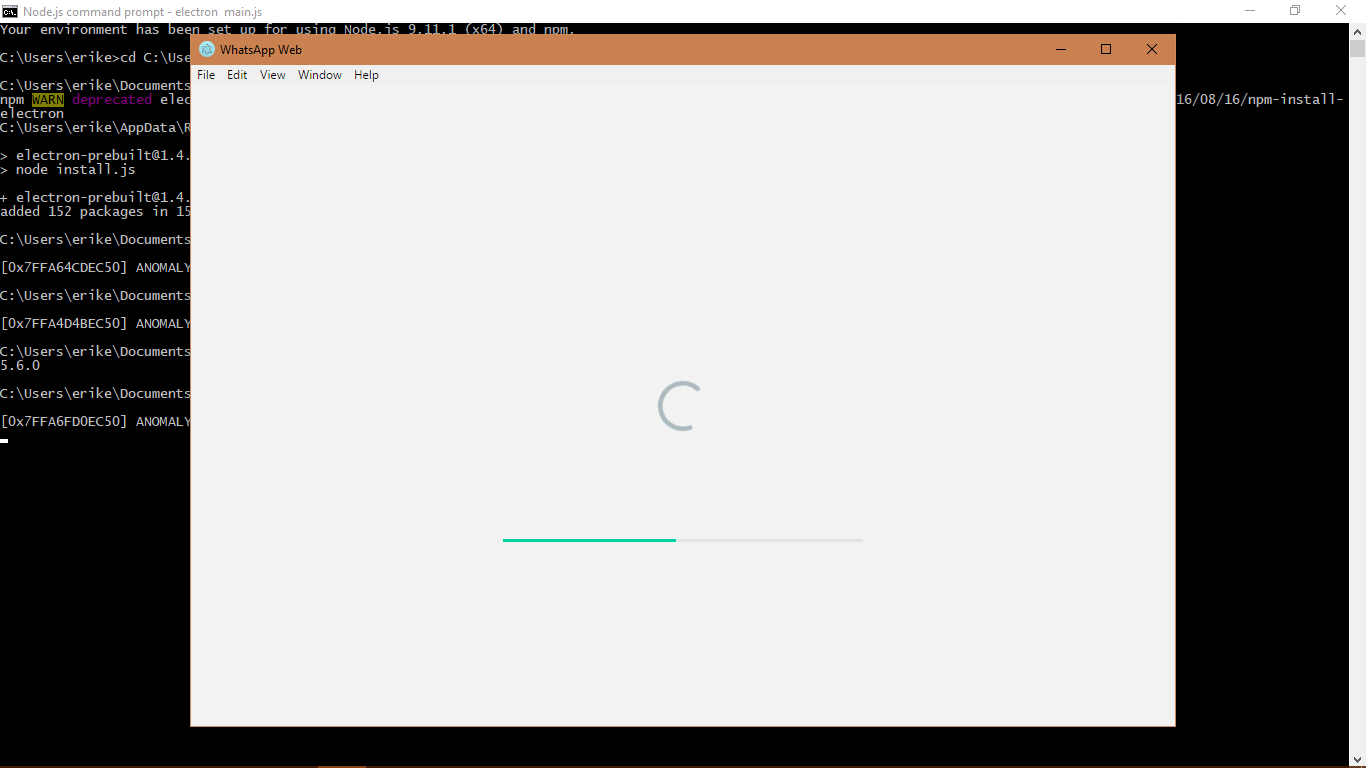 Node.js command prompt - electron  main.js
Your environment has been set up for using Node.js 9.11.1 (x64) and npm.
C:\Users\erike>cd C:\Use
WhatsApp Web
File Edit View Window Help
C:\Users\erike\Documents
npm WARN deprecated elec
16/08/16/npm-install-
electron
C:\Users\erike\AppData\R
> electron-prebuilt@1.4.
> node install.js
+ electron-prebuilt@1.4.
added 152 packages in 15
C:\Users\erike\Documents
[0x7FFA64CDEC50] ANOMALY
C:\Users\erike\Documents
[0x7FFA4D4BEC50] ANOMALY
C:\Users\erike\Documents
5.6.0
C:\Users\erike\Documents
[0x7FFA6FD0EC50] ANOMALY